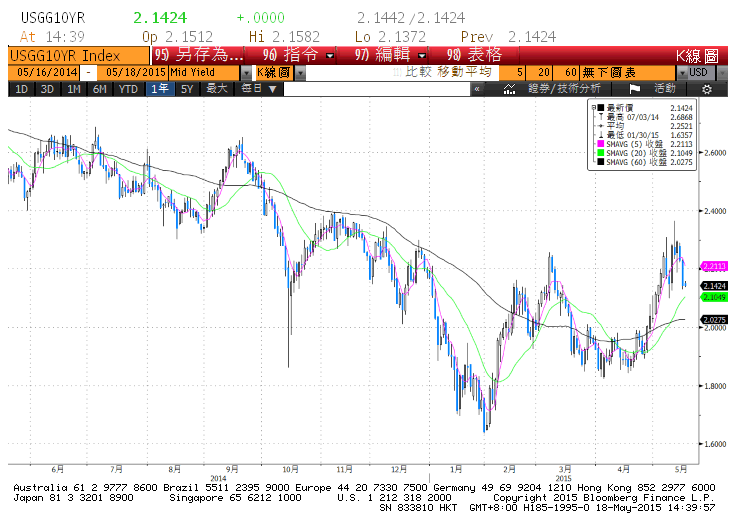 USGG10YR 2.1424 +.0000 2.1442/2.1424
At 14:39 Op 2.1512 Hi 2.1582 Lo 2.1372 Prev 2.1424
USGG10YR Index 95) 另存為... 96) 指令 97) 編輯 98) 表格 K線圖
05/16/2014 - 05/18/2015 Mid Yield K線圖 比較 移動平均 5 20 60 無下圖表 USD
1D 3D 1M 6M YTD 1年 5Y 最大 每日 ▼ « 證券/技術分析 活動
最新價 2.1424
最高 07/03/14 2.6868
平均 2.2521
最低 01/30/15 1.6357
SMAVG (5) 收盤 2.2113
SMAVG (20) 收盤 2.1049
SMAVG (60) 收盤 2.0275
2.6000
2.4000
2.2113
2.1424
2.1049
2.0275
2.0000
1.8000
1.6000
6月 7月 8月 9月 10月 11月 12月 1月 2月 3月 4月 5月
2014 2015
Australia 61 2 9777 8600 Brazil 5511 2395 9000 Europe 44 20 7330 7500 Germany 49 69 9204 1210 Hong Kong 852 2977 6000
Japan 81 3 3201 8900 Singapore 65 6212 1000 U.S. 1 212 318 2000 Copyright 2015 Bloomberg Finance L.P.
SN 833810 HKT GMT+8:00 H185-1995-0 18-May-2015 14:39:57